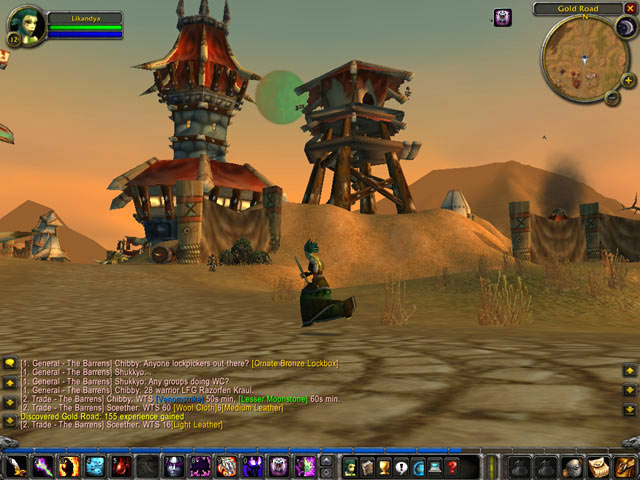 Likandya
12
Gold Road
N
[1. General - The Barrens] Chibby: Anyone lockpickers out there? [Ornate Bronze Lockbox]
[1. General - The Barrens] Shukkyo:
[1. General - The Barrens] Shukkyo: Any groups doing WC?
[1. General - The Barrens] Chibby: 28 warrior LFG Razorfen Kraul.
[2. Trade - The Barrens] Chibby: WTS 50s min, [Lesser Moonstone] 60s min.
[2. Trade - The Barrens] Sceether: WTS 60 [Wool Cloth]6[Medium Leather]
Discovered Gold Road: 155 experience gained
[2. Trade - The Barrens] Sceether: WTS 16[Light Leather]